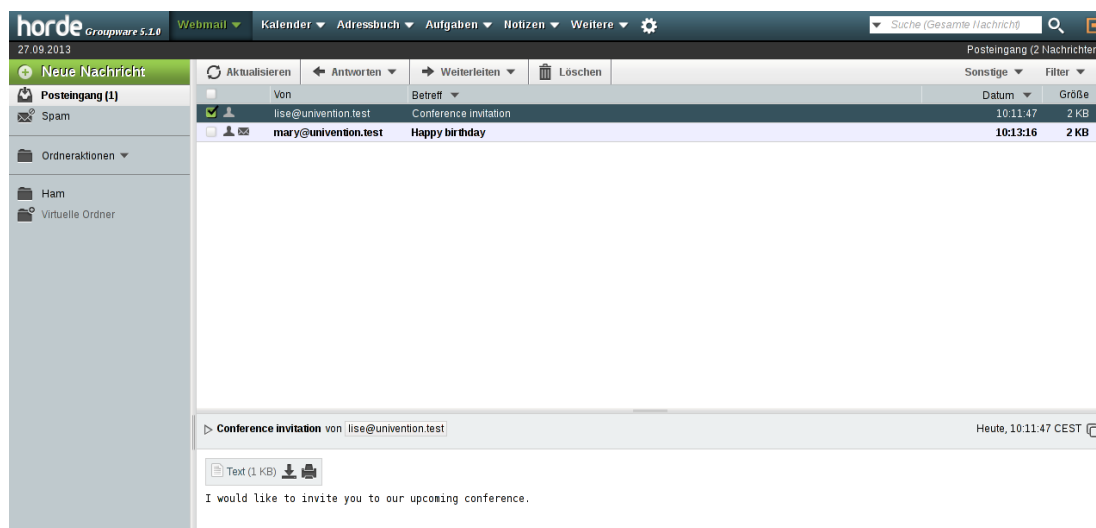 horde Groupware 5.1.0 Webmail Kalender Adressbuch Aufgaben Notizen Weitere Suche (Gesamte Nachricht)
27.09.2013 Posteingang (2 Nachrichten
Neue Nachricht Aktualisieren Antworten Weiterleiten Löschen Sonstige Filter
Posteingang (1) Von Betreff Datum Größe
Spam lise@univention.test Conference invitation 10:11:47 2 KB
mary@univention.test Happy birthday 10:13:16 2 KB
Ordneraktionen
Ham
Virtuelle Ordner
Conference invitation von lise@univention.test Heute, 10:11:47 CEST
Text (1 KB)
I would like to invite you to our upcoming conference.